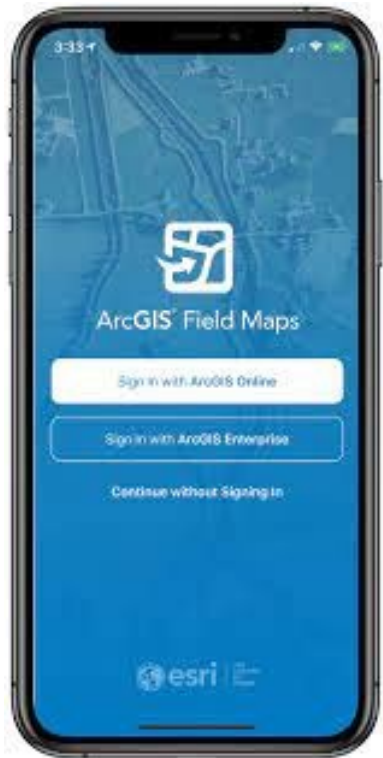 3:33
ArcGIS Field Maps
Sign in with ArcGIS Online
Sign in with ArcGIS Enterprise
Continue without Signing In
esri